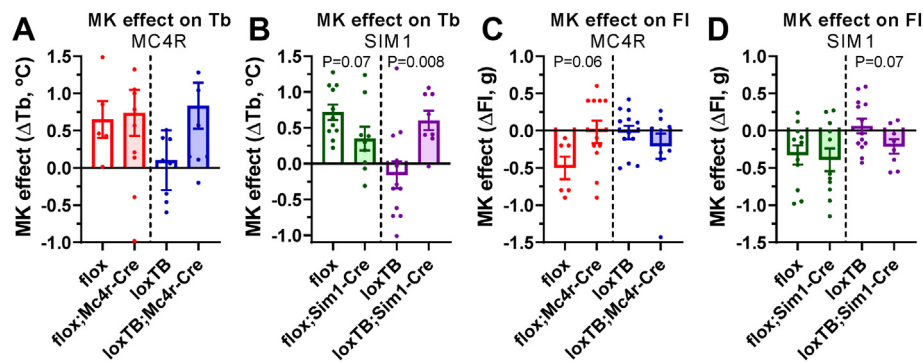 A
MK effect on Tb
MC4R
MK effect (ΔTb, ºC)
1.5
1.0
0.5
0.0
-0.5
-1.0
flox
flox;Mc4r-Cre
loxTB
loxTB;Mc4r-Cre
B
MK effect on Tb
SIM1
P=0.07
P=0.008
MK effect (ΔTb, ºC)
1.5
1.0
0.5
0.0
-0.5
-1.0
flox
flox;Sim1-Cre
loxTB
loxTB;Sim1-Cre
C
MK effect on FI
MC4R
P=0.06
MK effect (ΔFI, g)
1.0
0.5
0.0
-0.5
-1.0
-1.5
flox
flox;Mc4r-Cre
loxTB
loxTB;Mc4r-Cre
D
MK effect on FI
SIM1
P=0.07
MK effect (ΔFI, g)
1.0
0.5
0.0
-0.5
-1.0
-1.5
flox
flox;Sim1-Cre
loxTB
loxTB;Sim1-Cre